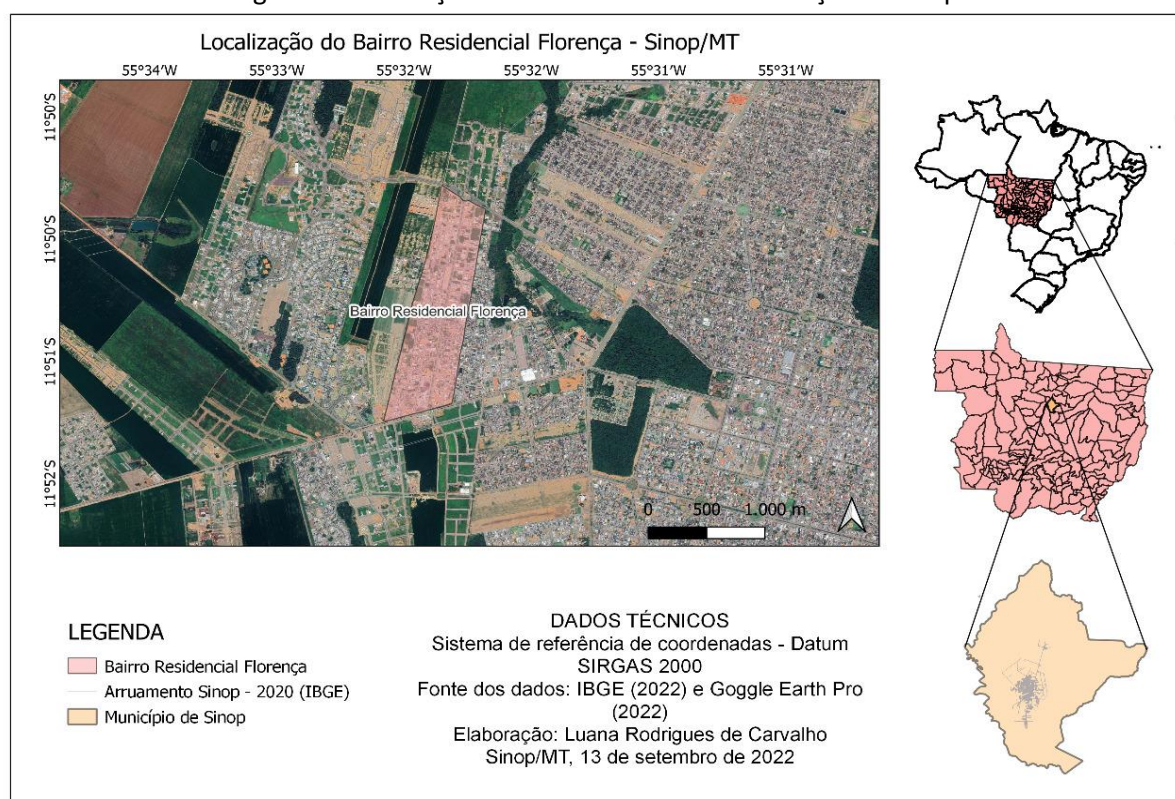 Localização do Bairro Residencial Florença - Sinop/MT
55°34'W 55°33'W 55°32'W 55°32'W 55°31'W 55°31'W
11°50'S
11°50'S
11°51'S
11°52'S
Bairro Residencial Florença
0 500 1.000 m
LEGENDA
Bairro Residencial Florença
Arruamento Sinop - 2020 (IBGE)
Município de Sinop
DADOS TÉCNICOS
Sistema de referência de coordenadas - Datum
SIRGAS 2000
Fonte dos dados: IBGE (2022) e Goggle Earth Pro
(2022)
Elaboração: Luana Rodrigues de Carvalho
Sinop/MT, 13 de setembro de 2022